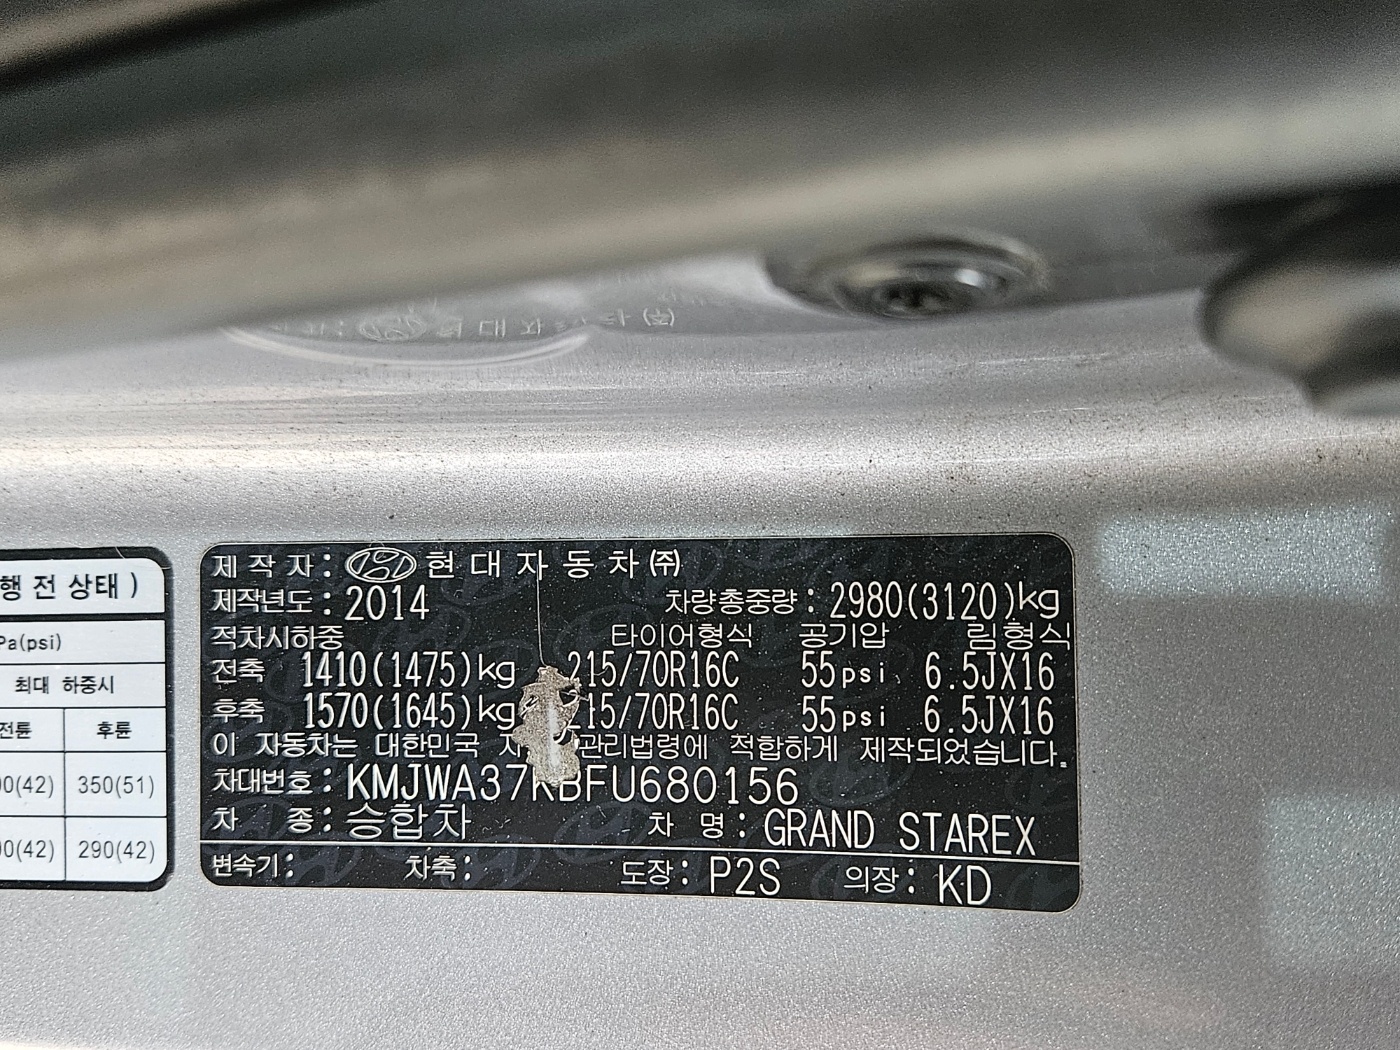 행 전 상태 )
Pa(psi)
최대 하중시
전륜 후륜
0(42) 350(51)
0(42) 290(42)
제 작 자 : 현 대 자 동 차 ㈜
제작년도 : 2014 차량총중량 : 2980(3120)kg
적차시하중 타이어형식 공기압 림형식
전축 1410(1475)kg 215/70R16C 55psi 6.5JX16
후축 1570(1645)kg 15/70R16C 55psi 6.5JX16
이 자동차는 대한민국 관리법령에 적합하게 제작되었습니다.
차대번호 : KMJWA37KBFU680156
차 종 : 승합차 차 명 : GRAND STAREX
변속기 : 차축 : 도장 : P2S 의장 : KD